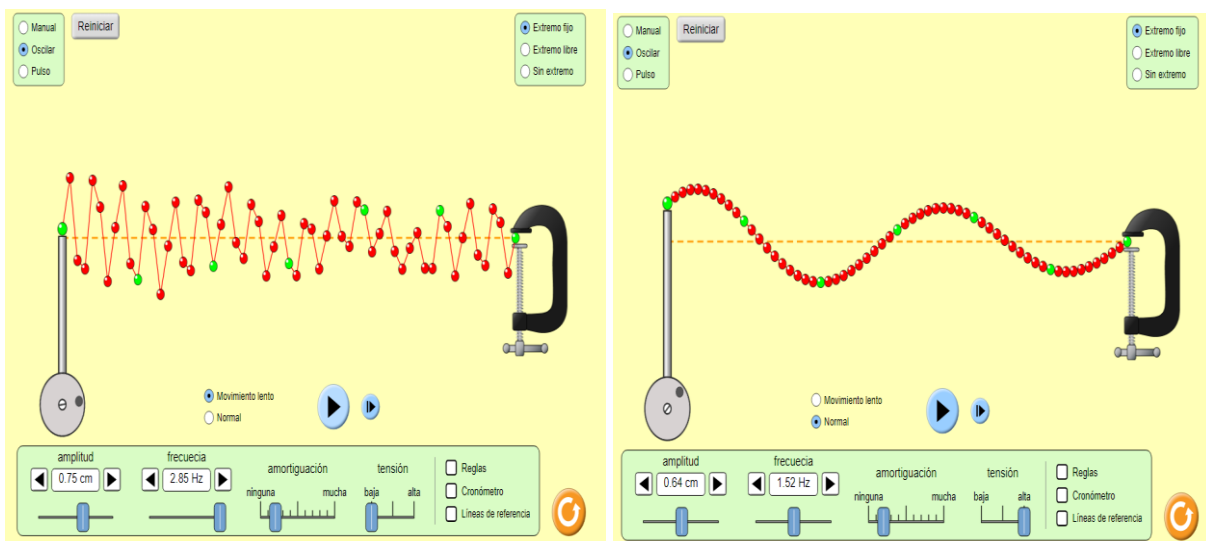 Manual
Oscilar
Pulso
Reiniciar
Extremo fijo
Extremo libre
Sin extremo
Movimiento lento
Normal
amplitud
0.75 cm
frecuecia
2.85 Hz
amortiguación
ninguna mucha
tensión
baja alta
Reglas
Cronómetro
Líneas de referencia
Manual
Oscilar
Pulso
Reiniciar
Extremo fijo
Extremo libre
Sin extremo
Movimiento lento
Normal
amplitud
0.64 cm
frecuecia
1.52 Hz
amortiguación
ninguna mucha
tensión
baja alta
Reglas
Cronómetro
Líneas de referencia